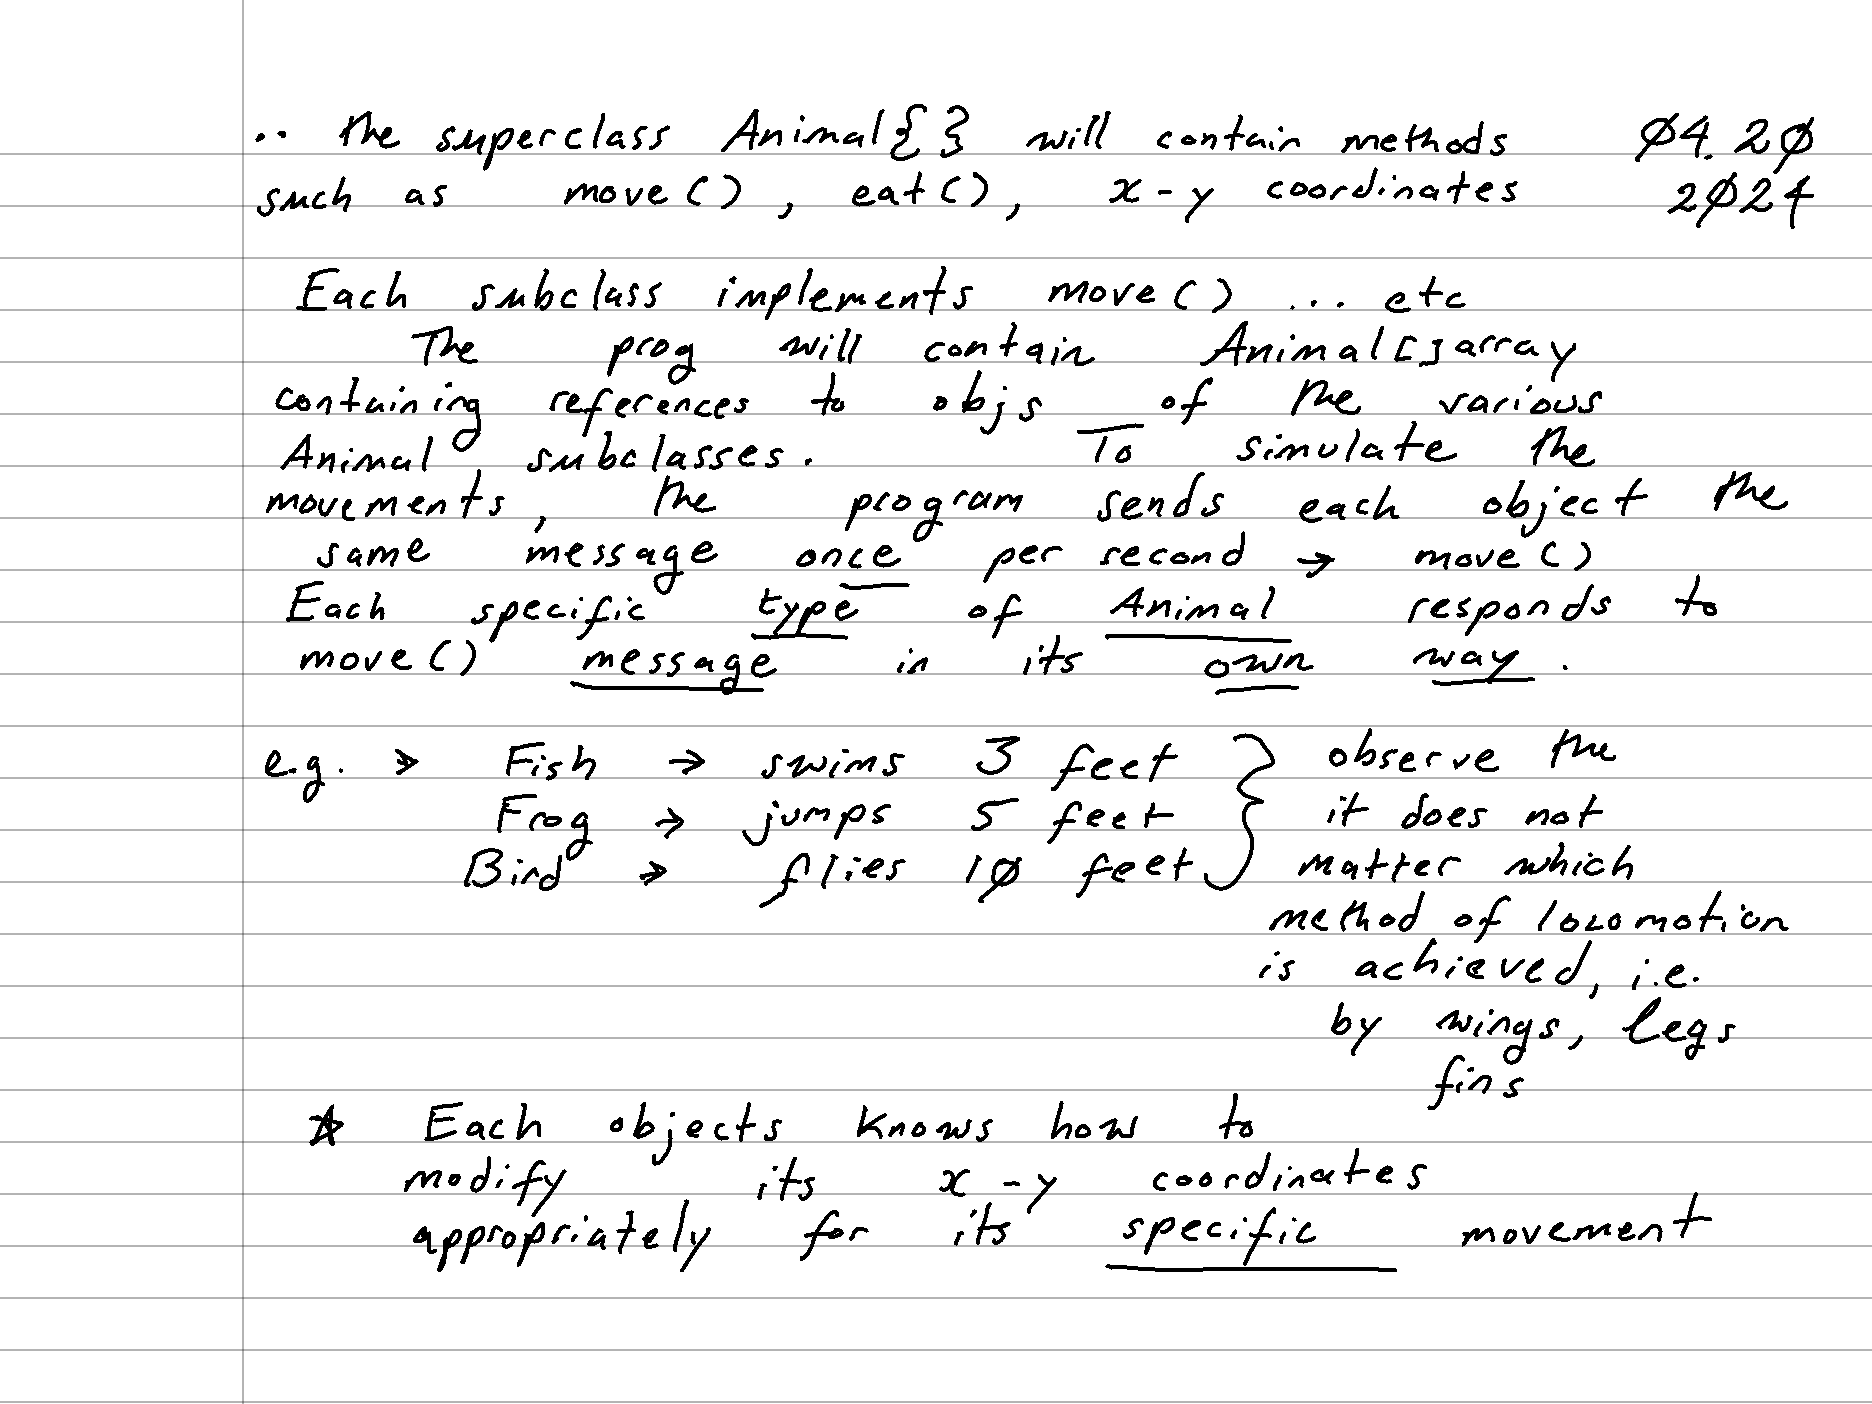 .. the superclass Animal{ } will contain methods 04.20
such as move(), eat(), x-y coordinates 2024
Each subclass implements move() ... etc
The prog will contain Animal[] array
containing references to objs of the various
Animal subclasses. To simulate the
movements, the program sends each object the
same message once per second → move()
Each specific type of Animal responds to
move() message in its own way.
e.g. → Fish → swims 3 feet } observe the
Frog → jumps 5 feet it does not
Bird → flies 10 feet matter which
method of locomotion
is achieved, i.e.
by wings, legs
fins
☆ Each objects knows how to
modify its x-y coordinates
appropriately for its specific movement